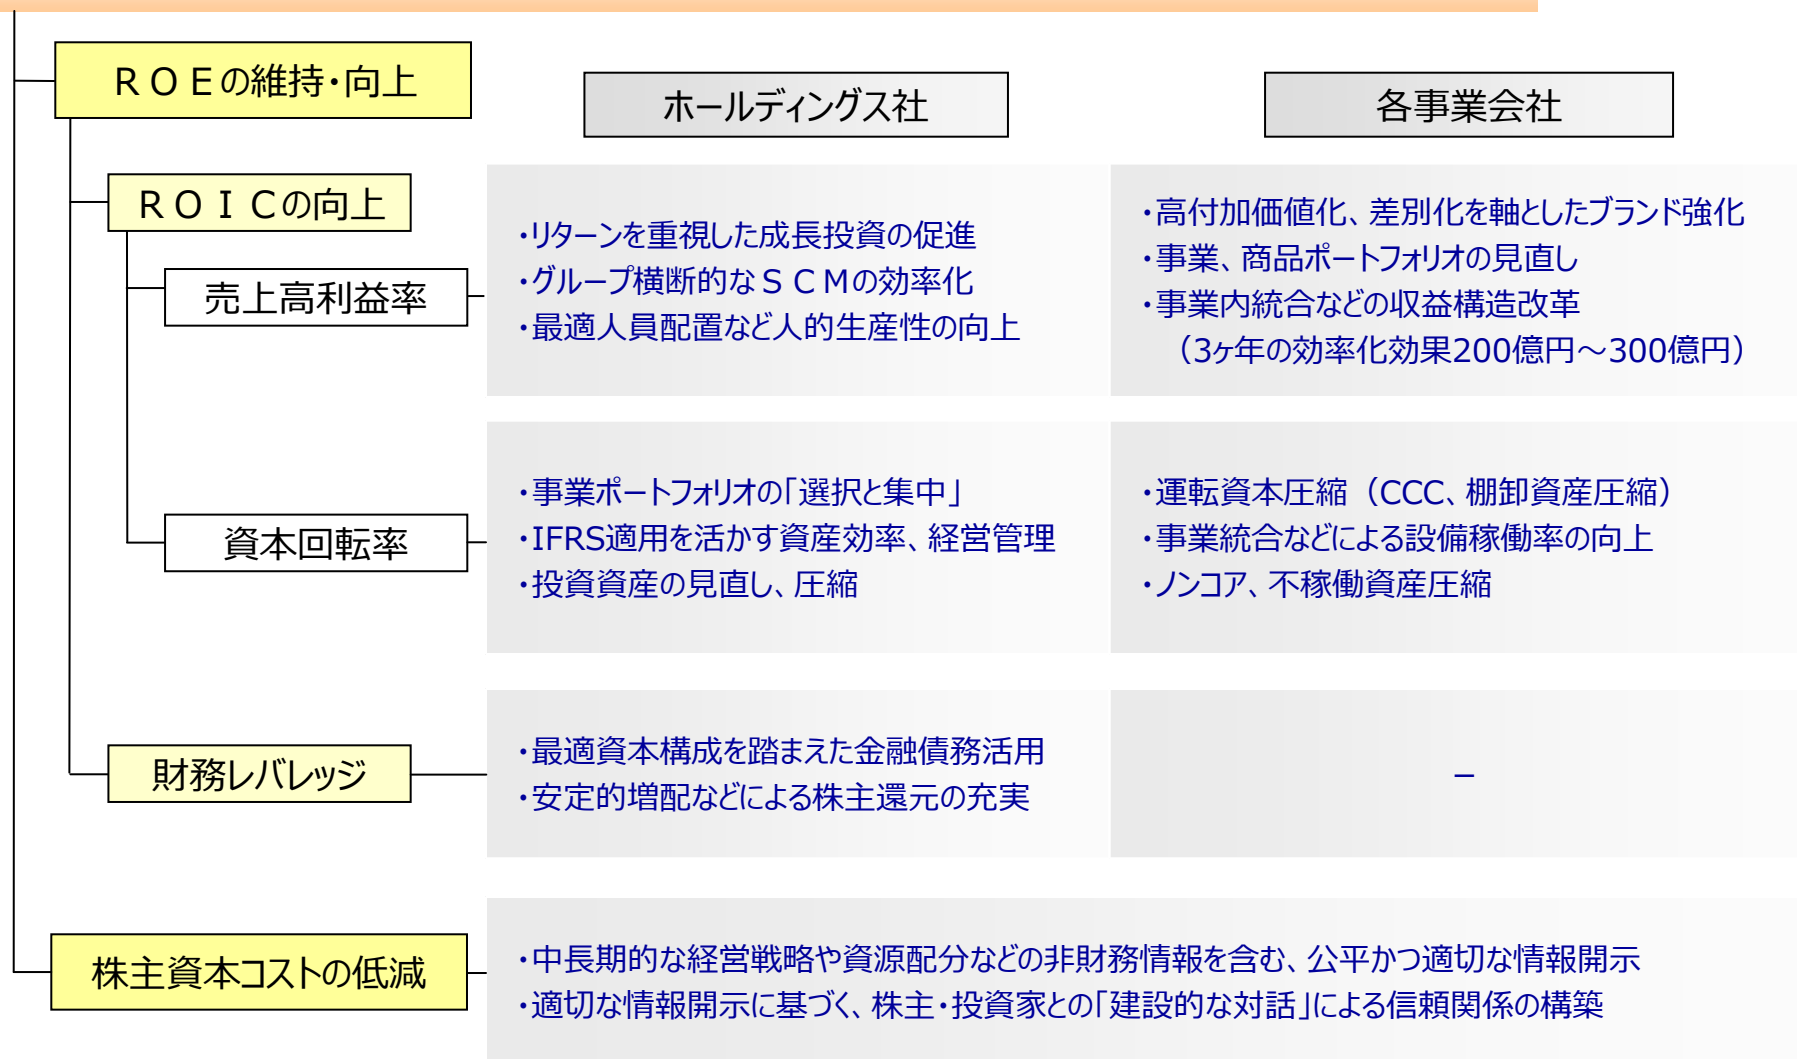 ＲＯＥの維持・向上
ホールディングス社
各事業会社
ＲＯＩＣの向上
売上高利益率
・リターンを重視した成長投資の促進
・グループ横断的なＳＣＭの効率化
・最適人員配置など人的生産性の向上
・高付加価値化、差別化を軸としたブランド強化
・事業、商品ポートフォリオの見直し
・事業内統合などの収益構造改革
（3ヶ年の効率化効果200億円～300億円）
資本回転率
・事業ポートフォリオの「選択と集中」
・IFRS適用を活かす資産効率、経営管理
・投資資産の見直し、圧縮
・運転資本圧縮（CCC、棚卸資産圧縮）
・事業統合などによる設備稼働率の向上
・ノンコア、不稼働資産圧縮
財務レバレッジ
・最適資本構成を踏まえた金融債務活用
・安定的増配などによる株主還元の充実
－
株主資本コストの低減
・中長期的な経営戦略や資源配分などの非財務情報を含む、公平かつ適切な情報開示
・適切な情報開示に基づく、株主・投資家との「建設的な対話」による信頼関係の構築